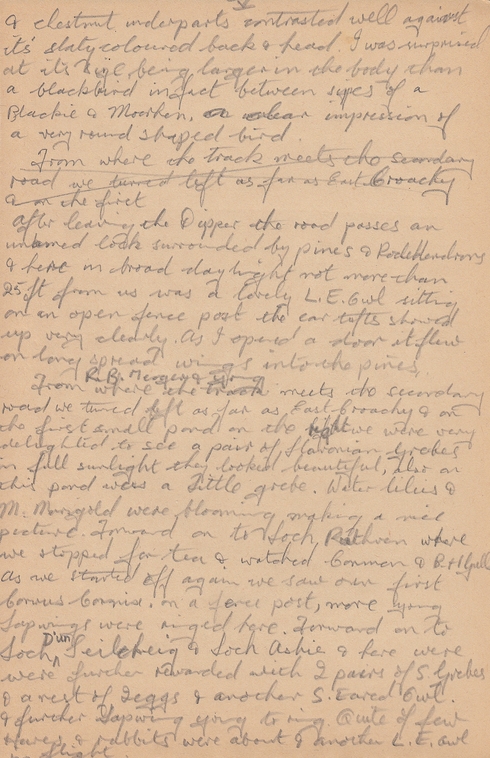 & chestnut underparts contrasted well against
its' slaty coloured back & head. I was surprised
at its' size being larger in the body than
a blackbird infact between sizes of a
Blackie & Moorhen, clear impression of
a very round shaped bird.
From where the track meets the secondary
road we turned left as far as East Croachy
& on the first
After leaving the Dipper the road passes an
unnamed loch surrounded by pines & Rododendrons
& here in broad daylight not more than
25 ft from us was a lovely L.E. Owl sitting
on an open fence post the ear tufts showed
up very clearly. As I opened a door it flew
on long spread wings into the pines.
R. B. Merganser
From where the track meets the secondary
road we turned left as far as East Croachy & on
the first small pond on the right we were very
delighted to see a pair of Slavonian Grebes
in full sunlight they looked beautiful, also on
this pond was a Little grebe. Water lilies &
M. Marigold were blooming making a nice
picture. Forward on to Loch Ruthven where
we stopped for tea & watched Common & B.H Gull
As we started off again we saw our first
Corvus Cornix, on a fence post, more young
Lapwings were ringed here. Forward on to
Loch D'un Seilcheig & Loch Ashie & here were
were further rewarded with 2 pairs of S. Grebes
& a nest of 2 eggs & another S. Eared Owl.
& further Lapwing young to ring. Quite a few
Hares & rabbits were about & another L. E. owl
in flight.